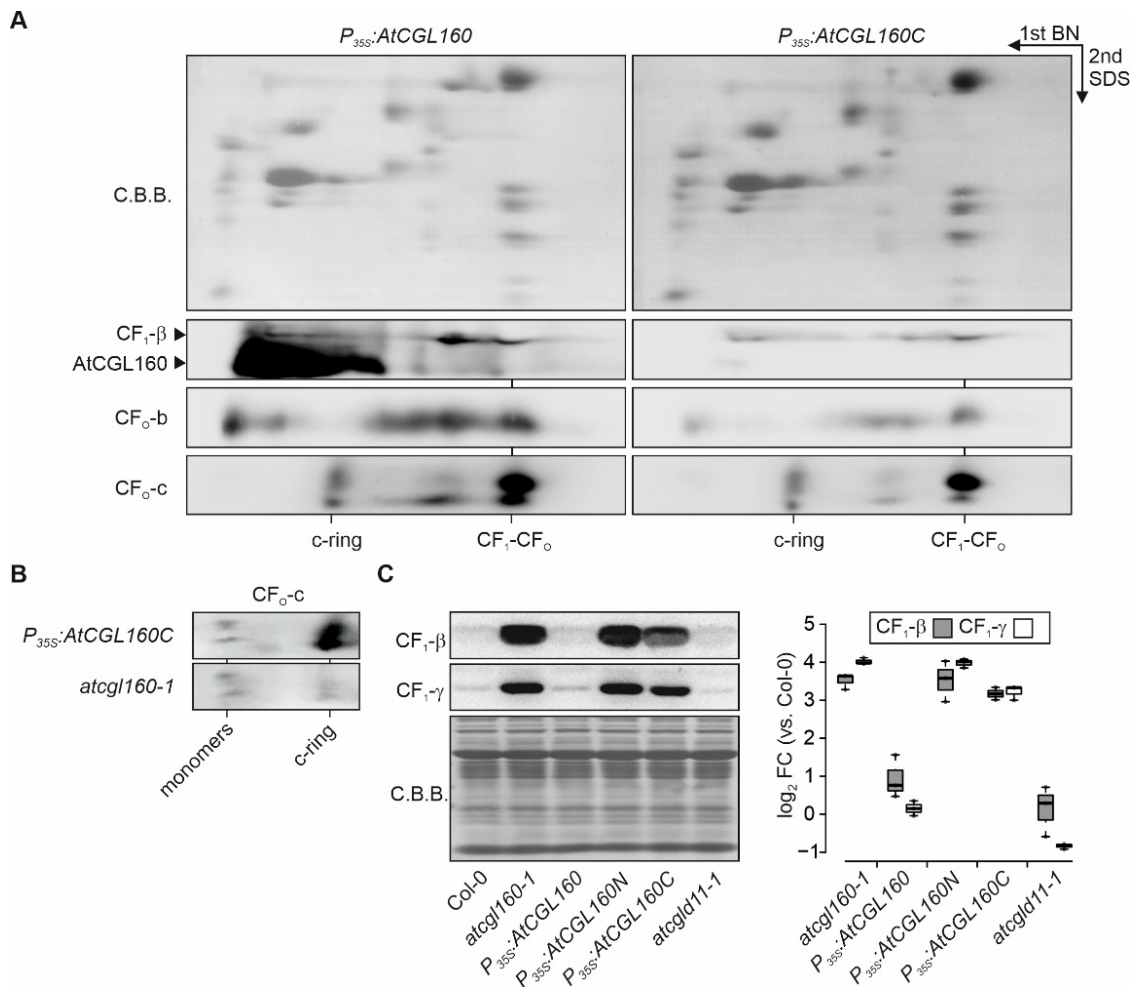 A
P35S:AtCGL160
P35S:AtCGL160C
1st BN
2nd
SDS
C.B.B.
CF1-β
AtCGL160
CFO-b
CFO-c
c-ring
CF1-CFO
c-ring
CF1-CFO
B
CFO-c
P35S:AtCGL160C
atcgl160-1
monomers
c-ring
C
CF1-β
CF1-γ
C.B.B.
Col-0
atcgl160-1
P35S:AtCGL160
P35S:AtCGL160N
P35S:AtCGL160C
atcgld11-1
CF1-β CF1-γ
log2 FC (vs. Col-0)
5
4
3
2
1
0
−1
atcgl160-1
P35S:AtCGL160
P35S:AtCGL160N
P35S:AtCGL160C
atcgld11-1